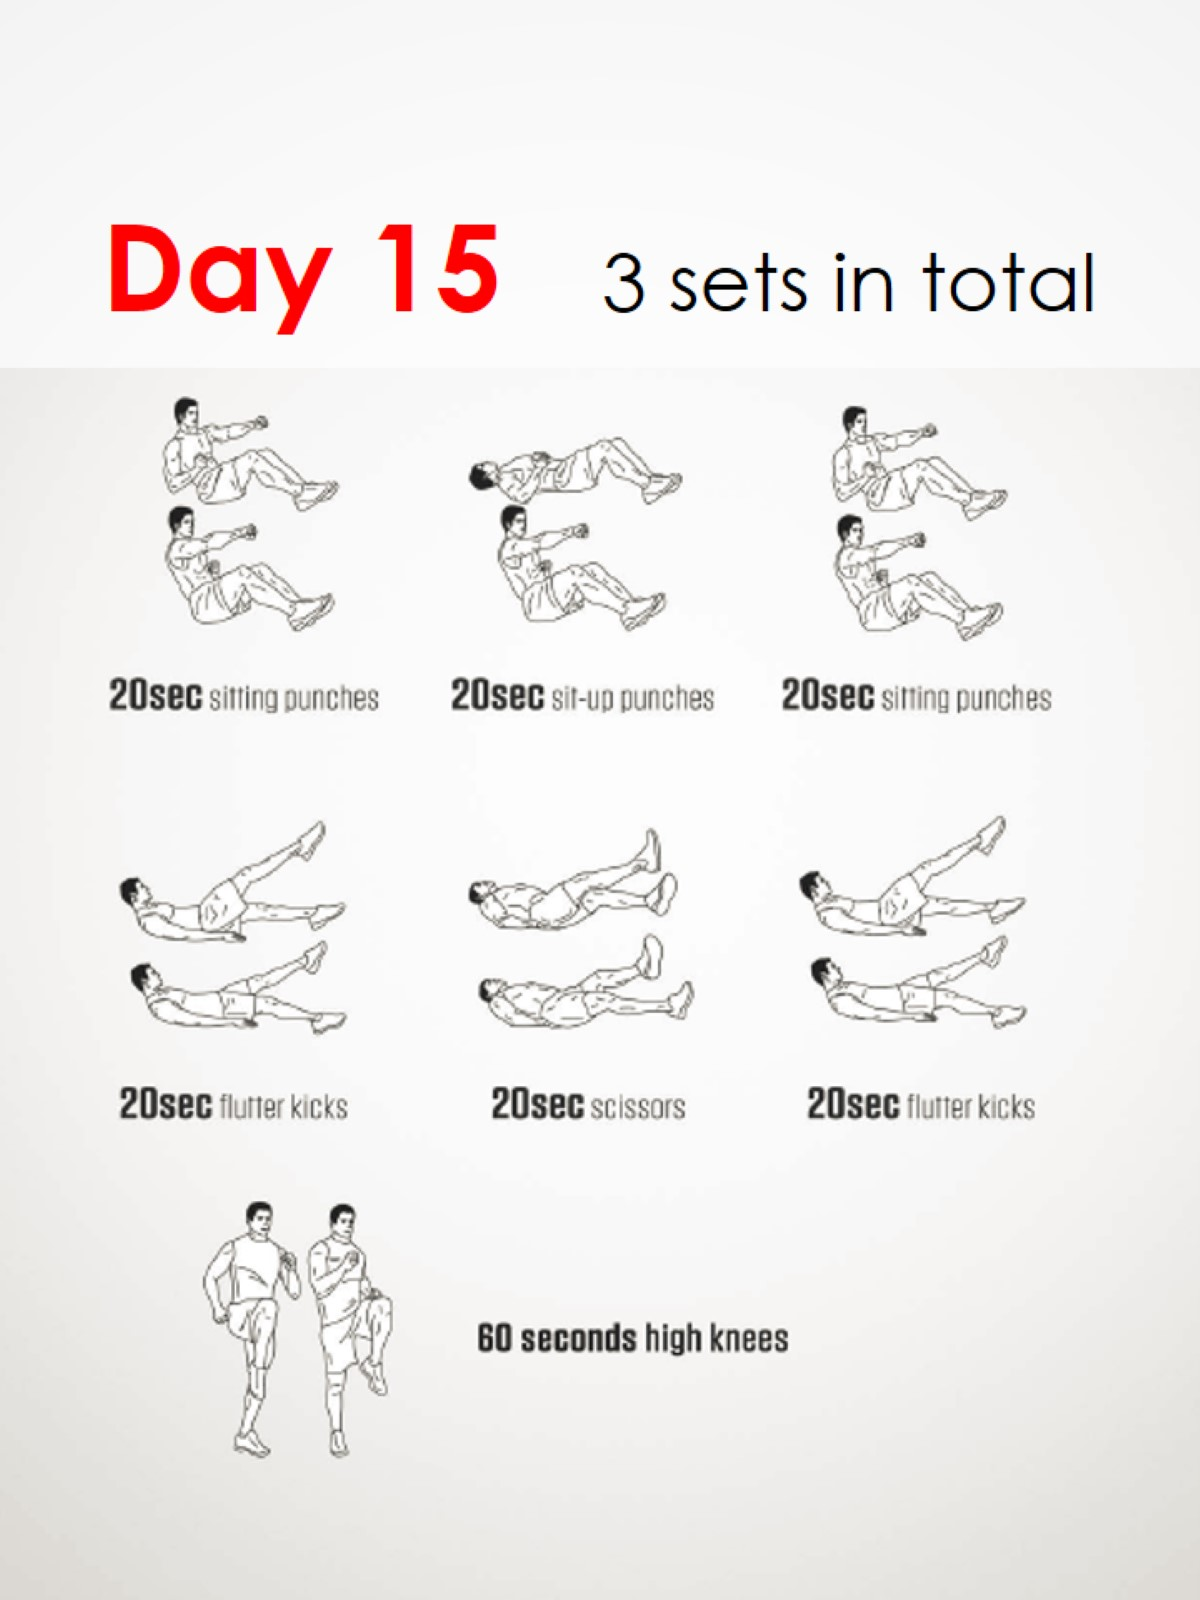 Day 15 3 sets in total
20sec sitting punches
20sec sit-up punches
20sec sitting punches
20sec flutter kicks
20sec scissors
20sec flutter kicks
60 seconds high knees